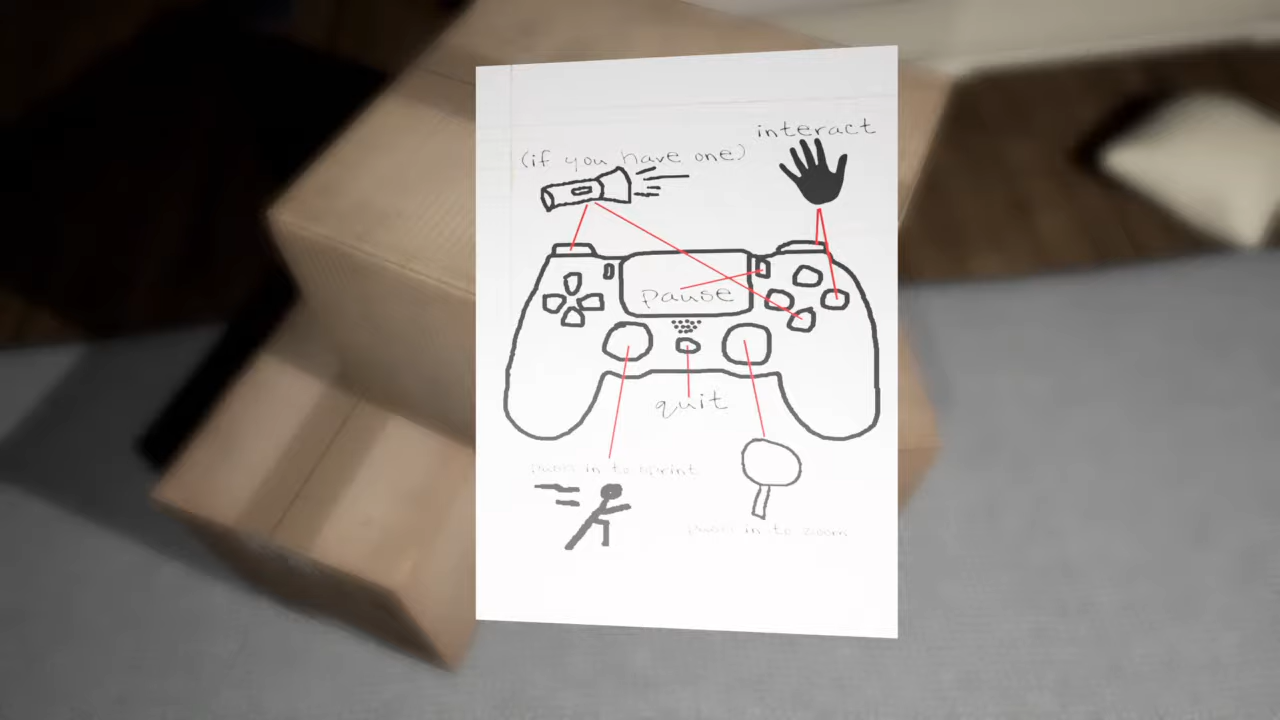 interact
(if you have one)
pause
quit
push in to sprint
push in to zoom